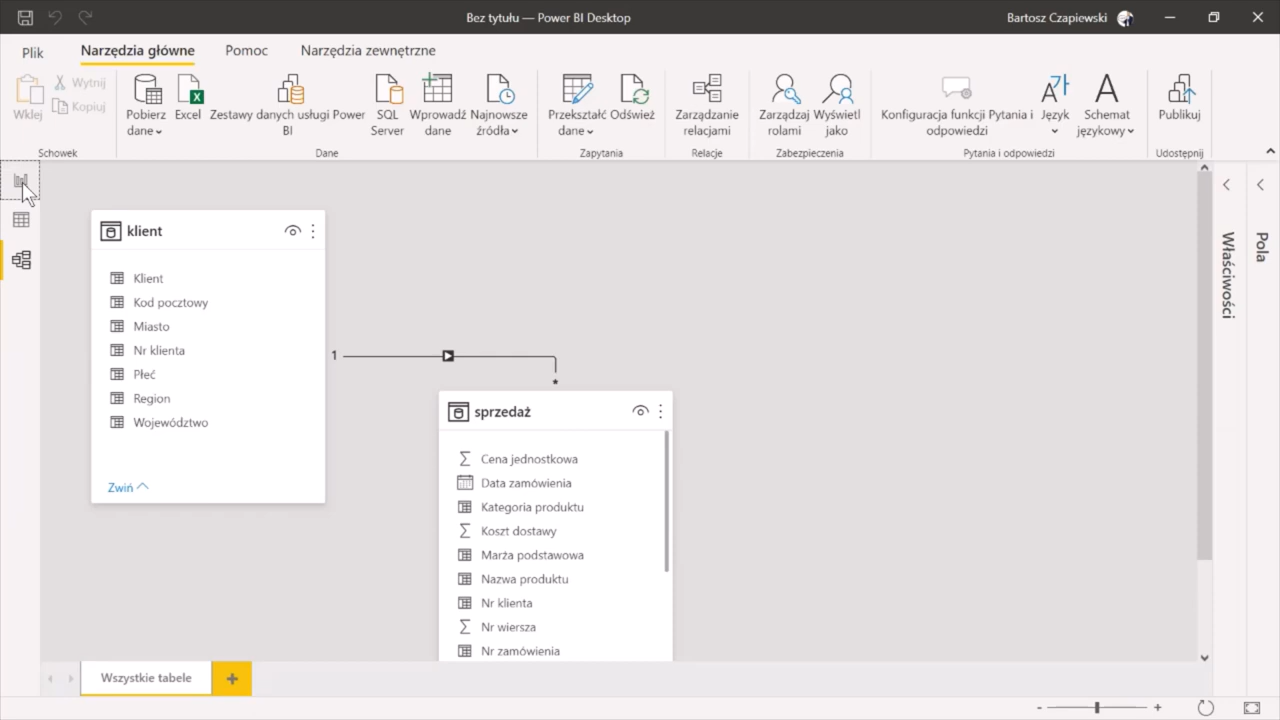 Bez tytułu — Power BI Desktop
Bartosz Czapiewski
Plik
Narzędzia główne
Pomoc
Narzędzia zewnętrzne
Wklej
Wytnij
Kopiuj
Pobierz dane
Excel
Zestawy danych usługi Power BI
SQL Server
Wprowadź dane
Najnowsze źródła
Przekształć dane
Odśwież
Zarządzanie relacjami
Zarządzaj rolami
Wyświetl jako
Konfiguracja funkcji Pytania i odpowiedzi
Język
Schemat językowy
Publikuj
Schowek
Dane
Zapytania
Relacje
Zabezpieczenia
Pytania i odpowiedzi
Udostępnij
klient
Klient
Kod pocztowy
Miasto
Nr klienta
Płeć
Region
Województwo
Zwiń
1
*
sprzedaż
Cena jednostkowa
Data zamówienia
Kategoria produktu
Koszt dostawy
Marża podstawowa
Nazwa produktu
Nr klienta
Nr wiersza
Nr zamówienia
Właściwości
Pola
Wszystkie tabele
+
- +